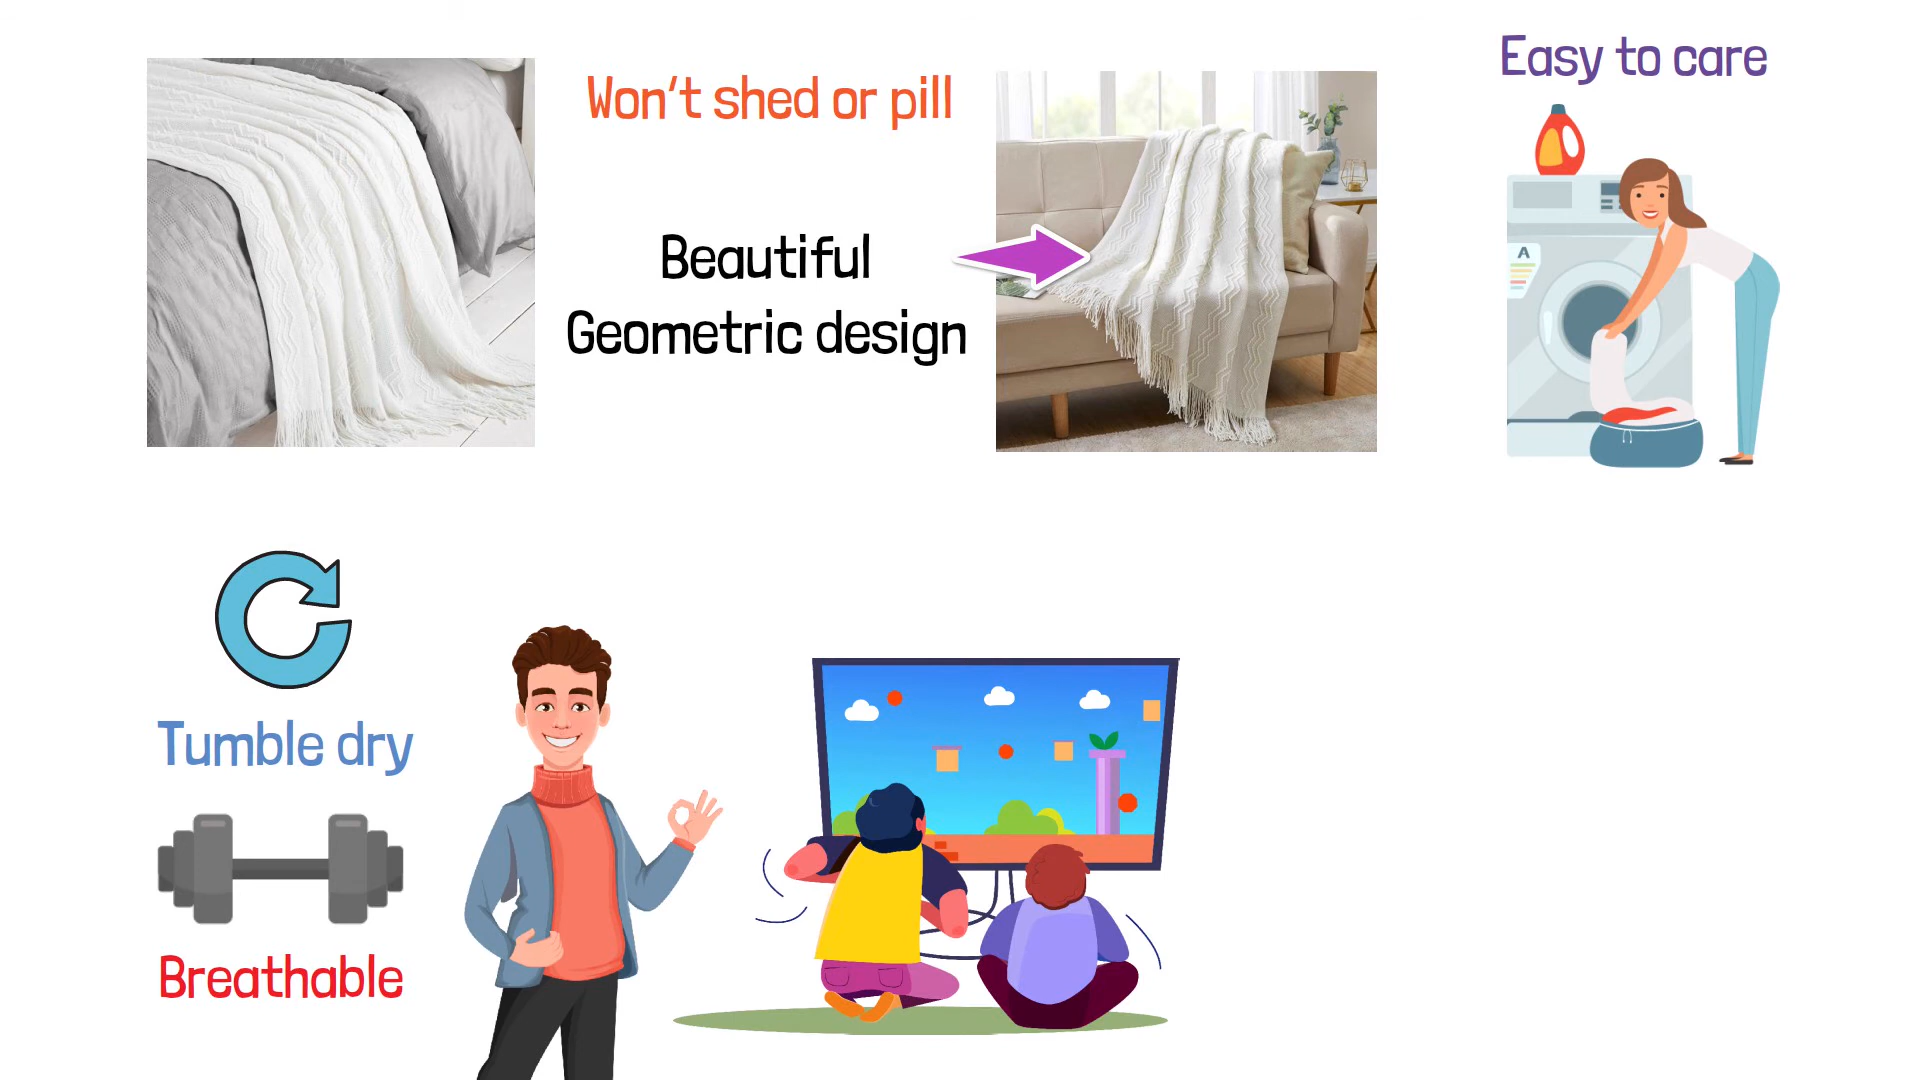 Won't shed or pill
Beautiful
Geometric design
Easy to care
A
Tumble dry
Breathable